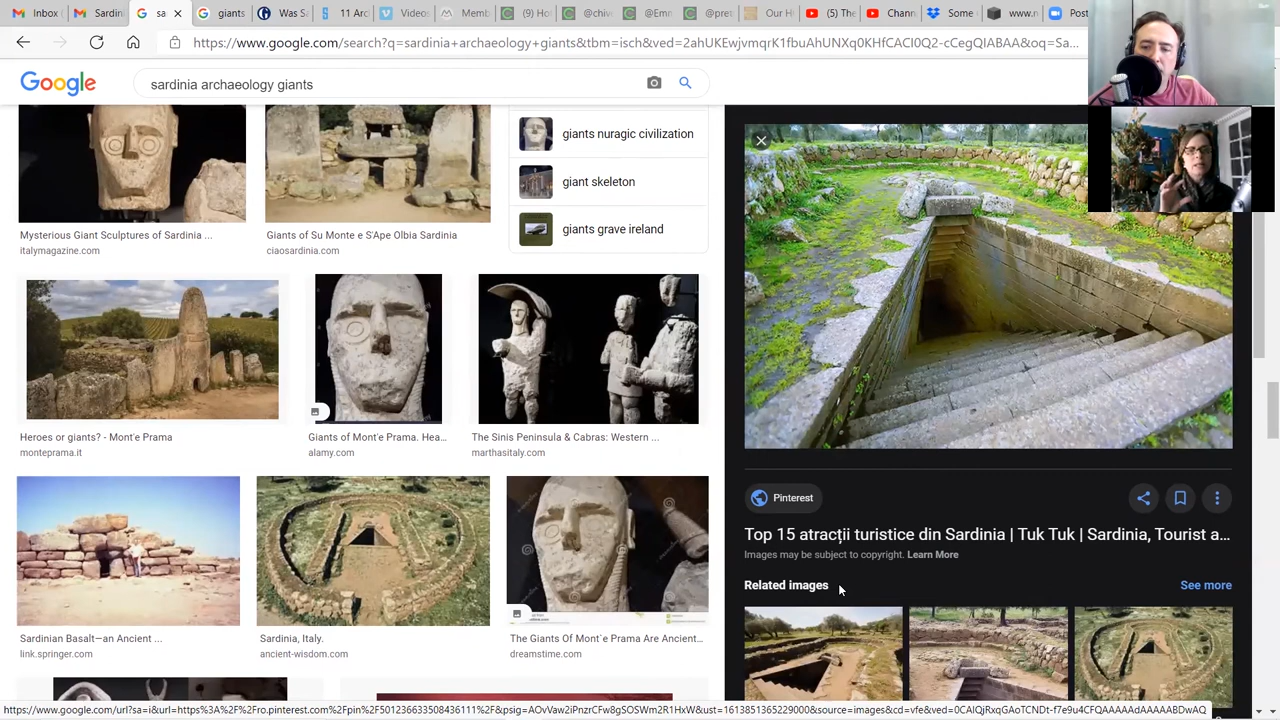 Inbox (
Sardin
sa
giants
Was Sa
11 Arc
Videos
Memb
(9) Ho
@chiv
@Emn
@pret
Our Hi
(5) The
Chann
Some
www.n
Post
https://www.google.com/search?q=sardinia+archaeology+giants&tbm=isch&ved=2ahUKEwjvmqrK1fbuAhUNXq0KHfCACI0Q2-cCegQIABAA&oq=Sa...
Google
sardinia archaeology giants
giants nuragic civilization
giant skeleton
giants grave ireland
Mysterious Giant Sculptures of Sardinia ...
italymagazine.com
Giants of Su Monte e S'Ape Olbia Sardinia
ciaosardinia.com
Heroes or giants? - Mont'e Prama
monteprama.it
Giants of Mont'e Prama. Hea...
alamy.com
The Sinis Peninsula & Cabras: Western ...
marthasitaly.com
Sardinian Basalt—an Ancient ...
link.springer.com
Sardinia, Italy.
ancient-wisdom.com
The Giants Of Mont`e Prama Are Ancient...
dreamstime.com
Pinterest
Top 15 atracții turistice din Sardinia | Tuk Tuk | Sardinia, Tourist a...
Images may be subject to copyright. Learn More
Related images
See more